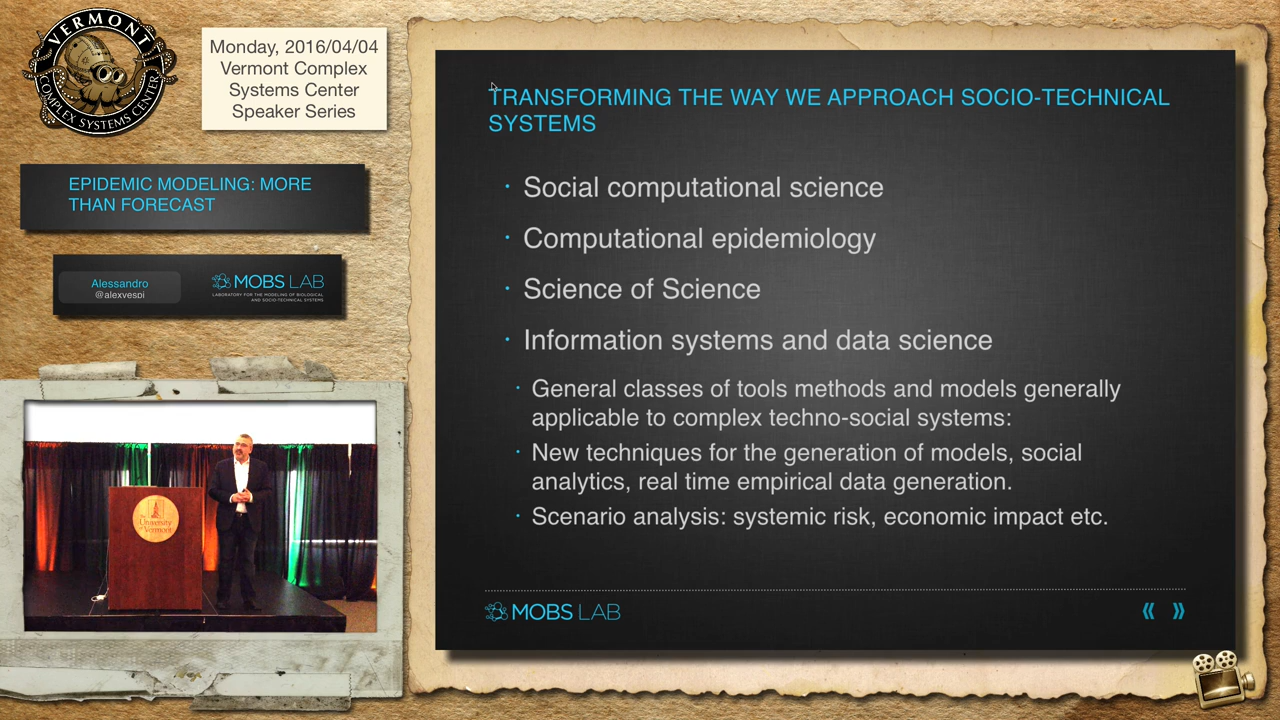 VERMONT
COMPLEX SYSTEMS CENTER
Monday, 2016/04/04
Vermont Complex
Systems Center
Speaker Series
EPIDEMIC MODELING: MORE
THAN FORECAST
Alessandro
@alexvespi
MOBS LAB
LABORATORY FOR THE MODELING OF BIOLOGICAL
AND SOCIO-TECHNICAL SYSTEMS
The
University
of Vermont
TRANSFORMING THE WAY WE APPROACH SOCIO-TECHNICAL
SYSTEMS
· Social computational science
· Computational epidemiology
· Science of Science
· Information systems and data science
· General classes of tools methods and models generally
applicable to complex techno-social systems:
· New techniques for the generation of models, social
analytics, real time empirical data generation.
· Scenario analysis: systemic risk, economic impact etc.
MOBS LAB